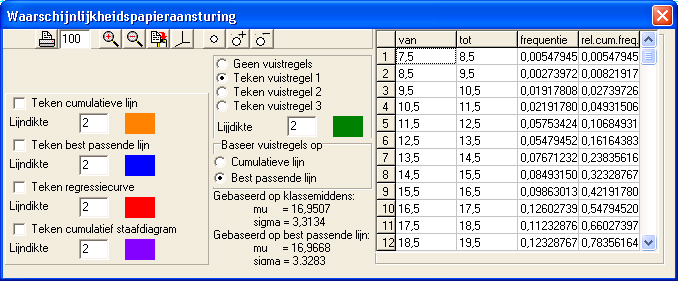 Waarschijnlijkheidspapieraansturing
100
Teken cumulatieve lijn
Lijndikte 2
Teken best passende lijn
Lijndikte 2
Teken regressiecurve
Lijndikte 2
Teken cumulatief staafdiagram
Lijndikte 2
Geen vuistregels
Teken vuistregel 1
Teken vuistregel 2
Teken vuistregel 3
Lijjdikte 2
Baseer vuistregels op
Cumulatieve lijn
Best passende lijn
Gebaseerd op klassemiddens:
mu = 16,9507
sigma = 3,3134
Gebaseerd op best passende lijn:
mu = 16,9668
sigma = 3,3283
van tot frequentie rel.cum.freq.
1 7,5 8,5 0,00547945 0,00547945
2 8,5 9,5 0,00273972 0,00821917
3 9,5 10,5 0,01917808 0,02739726
4 10,5 11,5 0,02191780 0,04931506
5 11,5 12,5 0,05753424 0,10684931
6 12,5 13,5 0,05479452 0,16164383
7 13,5 14,5 0,07671232 0,23835616
8 14,5 15,5 0,08493150 0,32328767
9 15,5 16,5 0,09863013 0,42191780
10 16,5 17,5 0,12602739 0,54794520
11 17,5 18,5 0,11232876 0,66027397
12 18,5 19,5 0,12328767 0,78356164